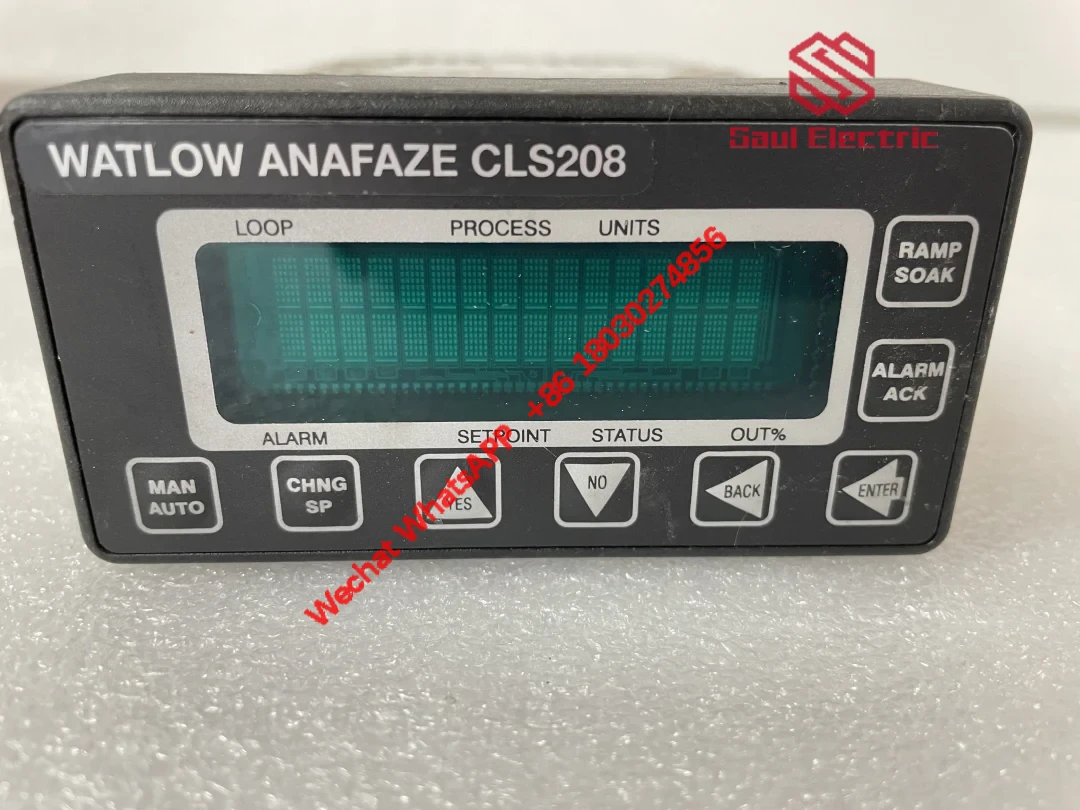 Saul Electric
WATLOW ANAFAZE CLS208
LOOP PROCESS UNITS
RAMP
SOAK
ALARM
ACK
ALARM SETPOINT STATUS OUT%
MAN
AUTO
CHNG
SP
YES
NO
BACK
ENTER
Wechat WhatsAPP +86 18030274856